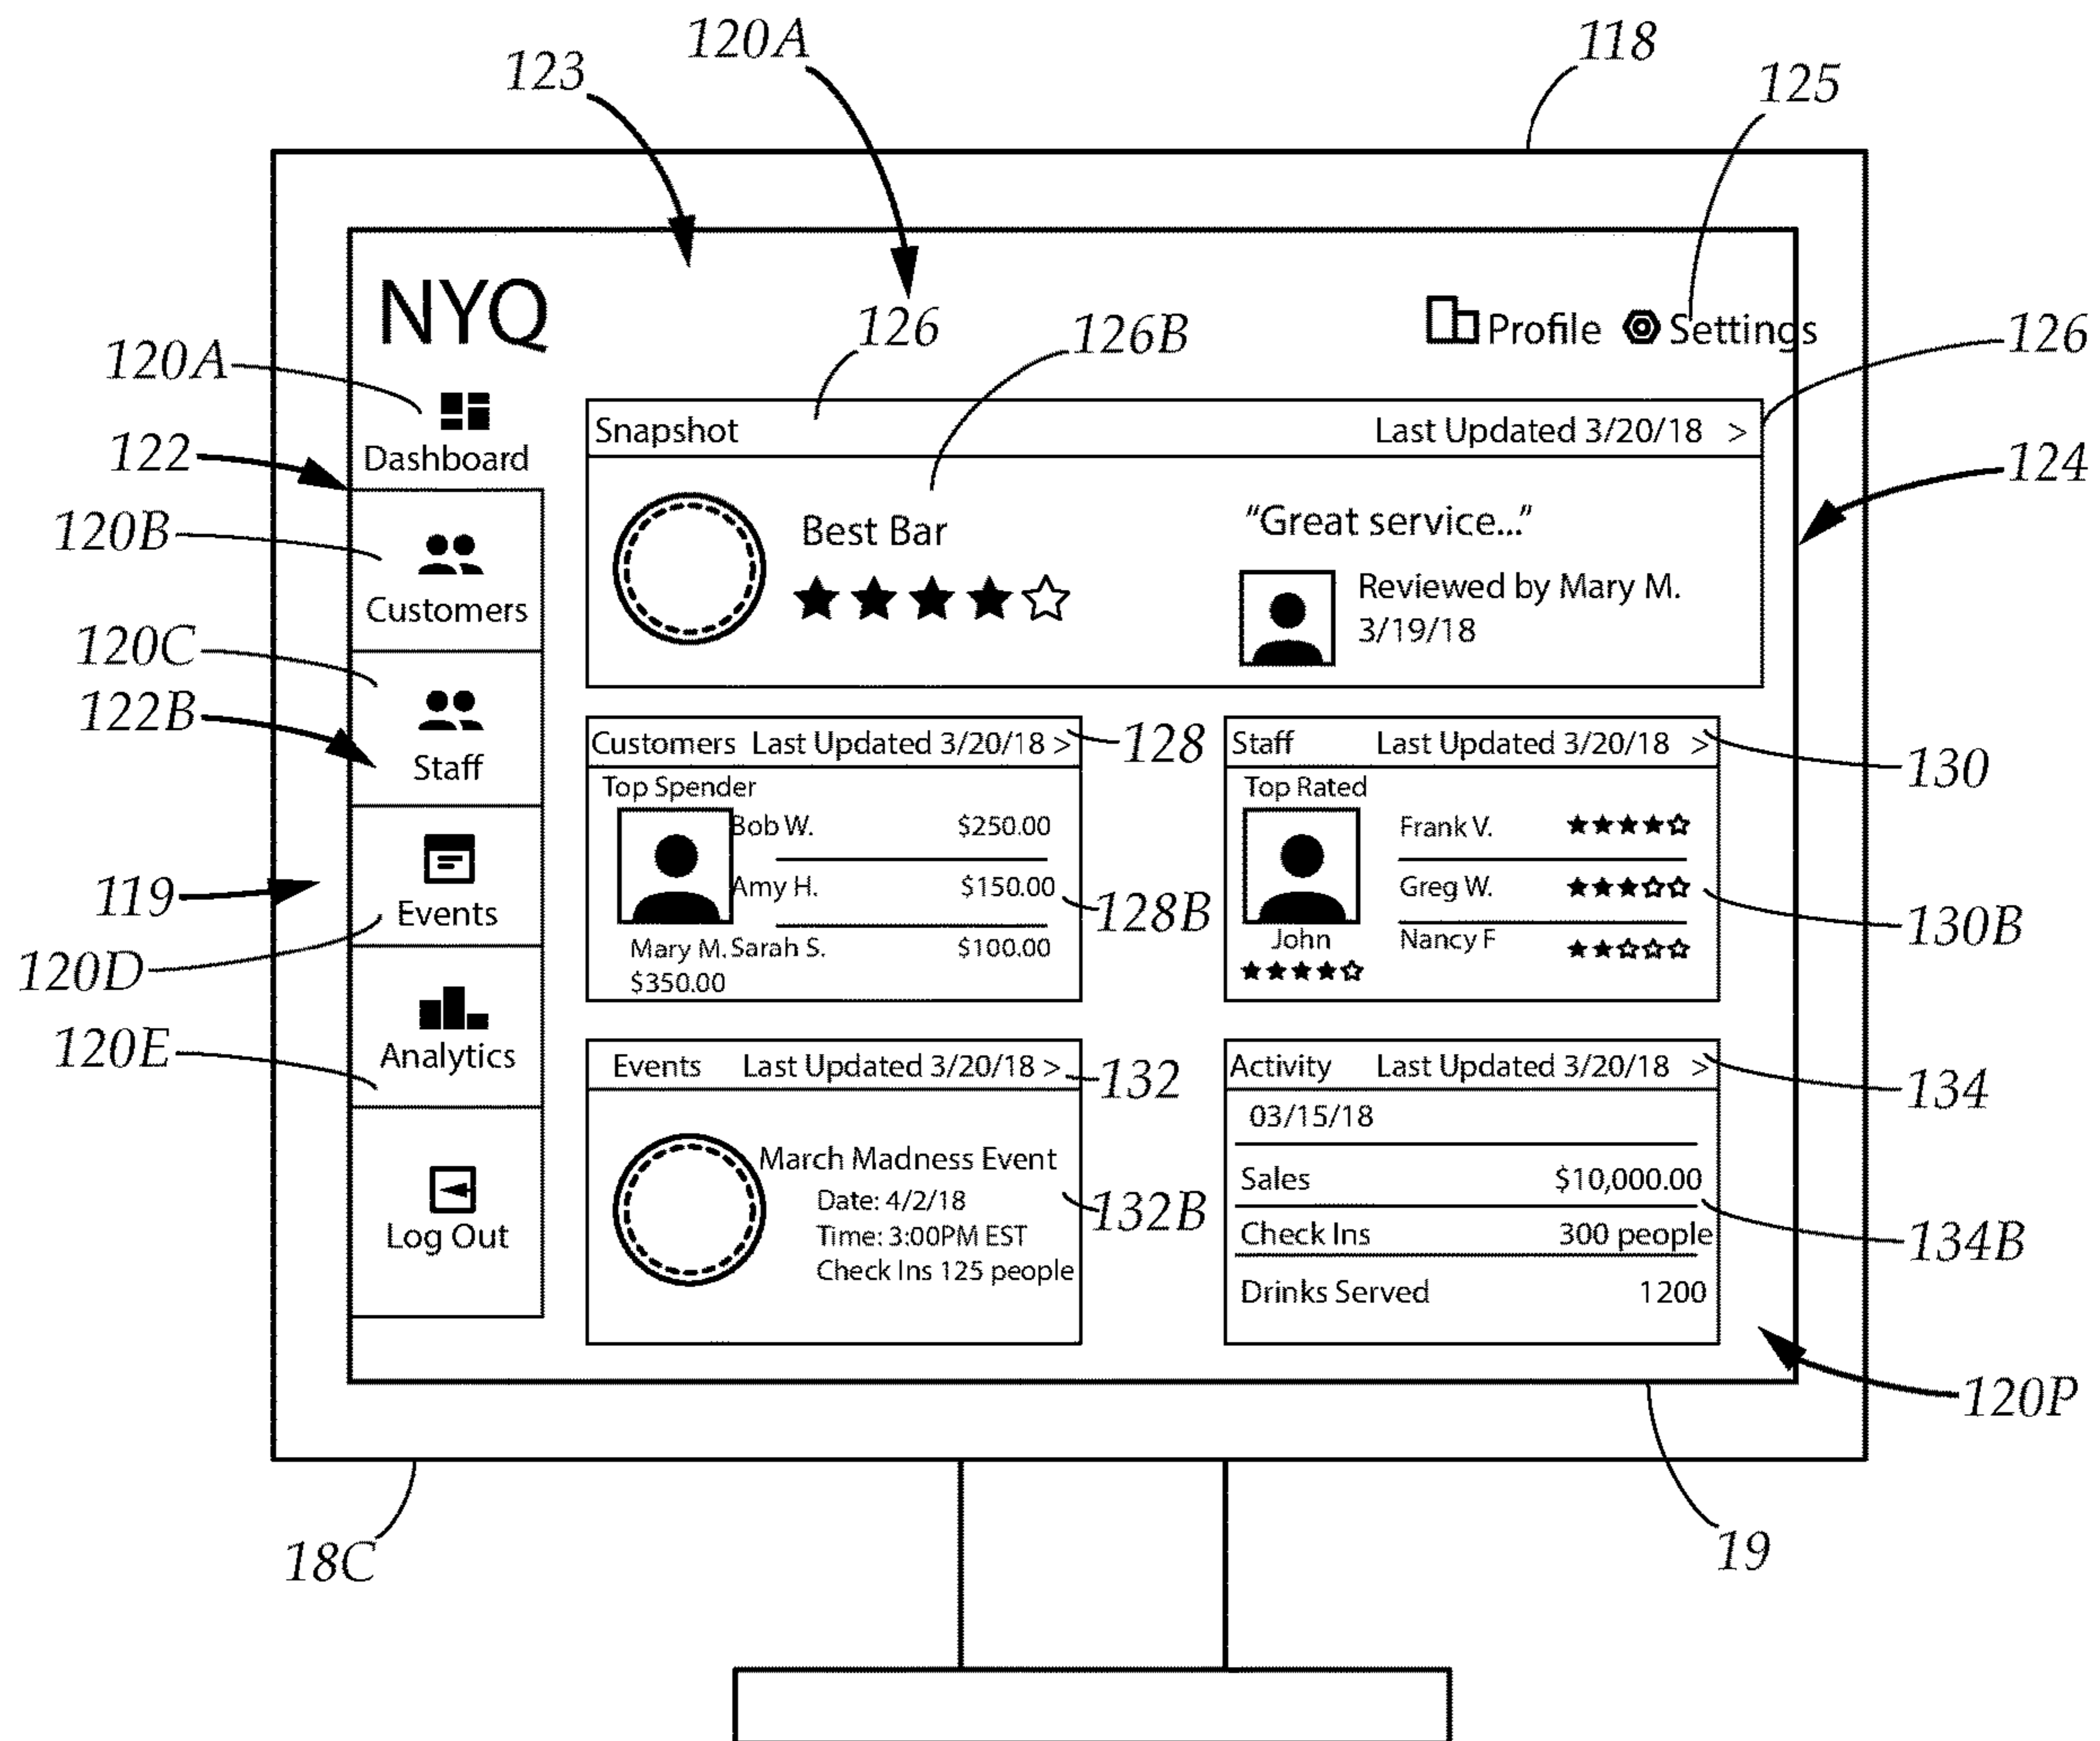 120A
118
123
125
NYQ
126
126B
Profile Settings
126
120A
Dashboard
Snapshot Last Updated 3/20/18 >
122
124
120B
Customers
Best Bar
"Great service..."
Reviewed by Mary M.
3/19/18
120C
122B
Staff
Customers Last Updated 3/20/18 >
128
Top Spender
Bob W. $250.00
Amy H. $150.00
128B
Mary M. Sarah S. $100.00
$350.00
Staff Last Updated 3/20/18 >
130
Top Rated
Frank V.
Greg W.
130B
John
Nancy F
119
Events
120D
120E
Analytics
Log Out
Events Last Updated 3/20/18 >
132
March Madness Event
Date: 4/2/18
132B
Time: 3:00PM EST
Check Ins 125 people
Activity Last Updated 3/20/18 >
134
03/15/18
Sales $10,000.00
Check Ins 300 people
134B
Drinks Served 1200
120P
18C
19